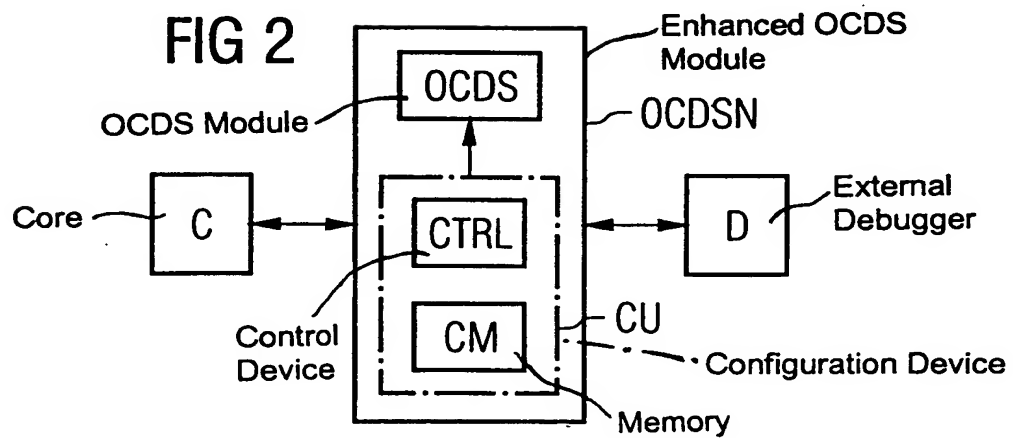 FIG 2
Enhanced OCDS
Module
OCDS
OCDS Module
OCDSN
Core
C
CTRL
D
External
Debugger
Control
Device
CM
CU
Configuration Device
Memory